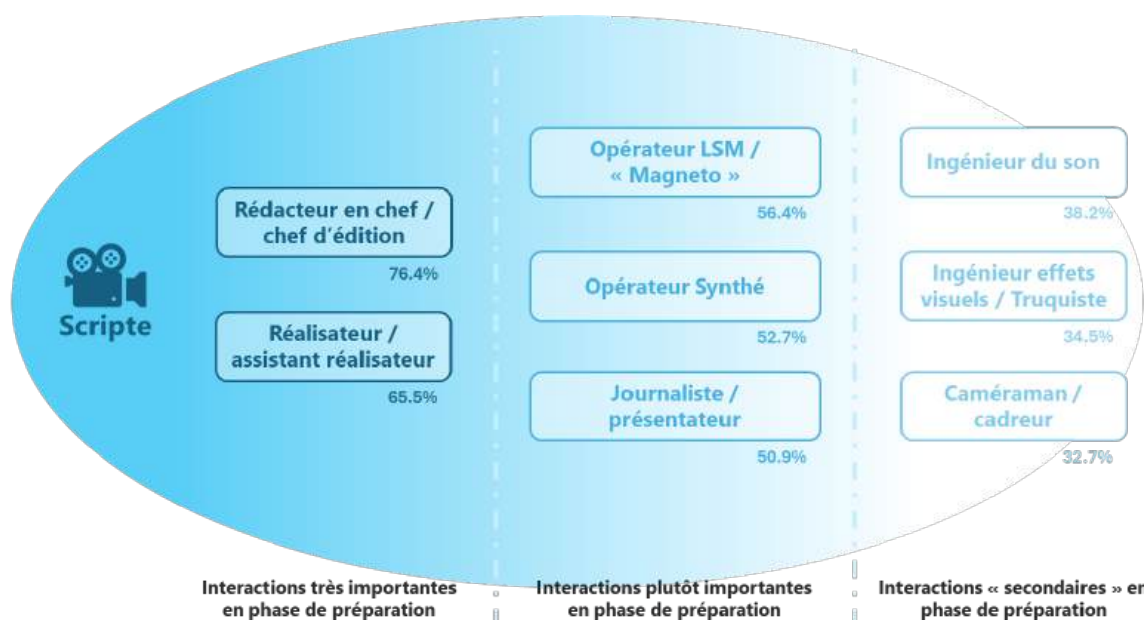 Scripte
Rédacteur en chef /
chef d'édition
76.4%
Réalisateur /
assistant réalisateur
65.5%
Opérateur LSM /
« Magneto »
56.4%
Opérateur Synthé
52.7%
Journaliste /
présentateur
50.9%
Ingénieur du son
38.2%
Ingénieur effets
visuels / Truquiste
34.5%
Caméraman /
cadreur
32.7%
Interactions très importantes
en phase de préparation
Interactions plutôt importantes
en phase de préparation
Interactions « secondaires » en
phase de préparation